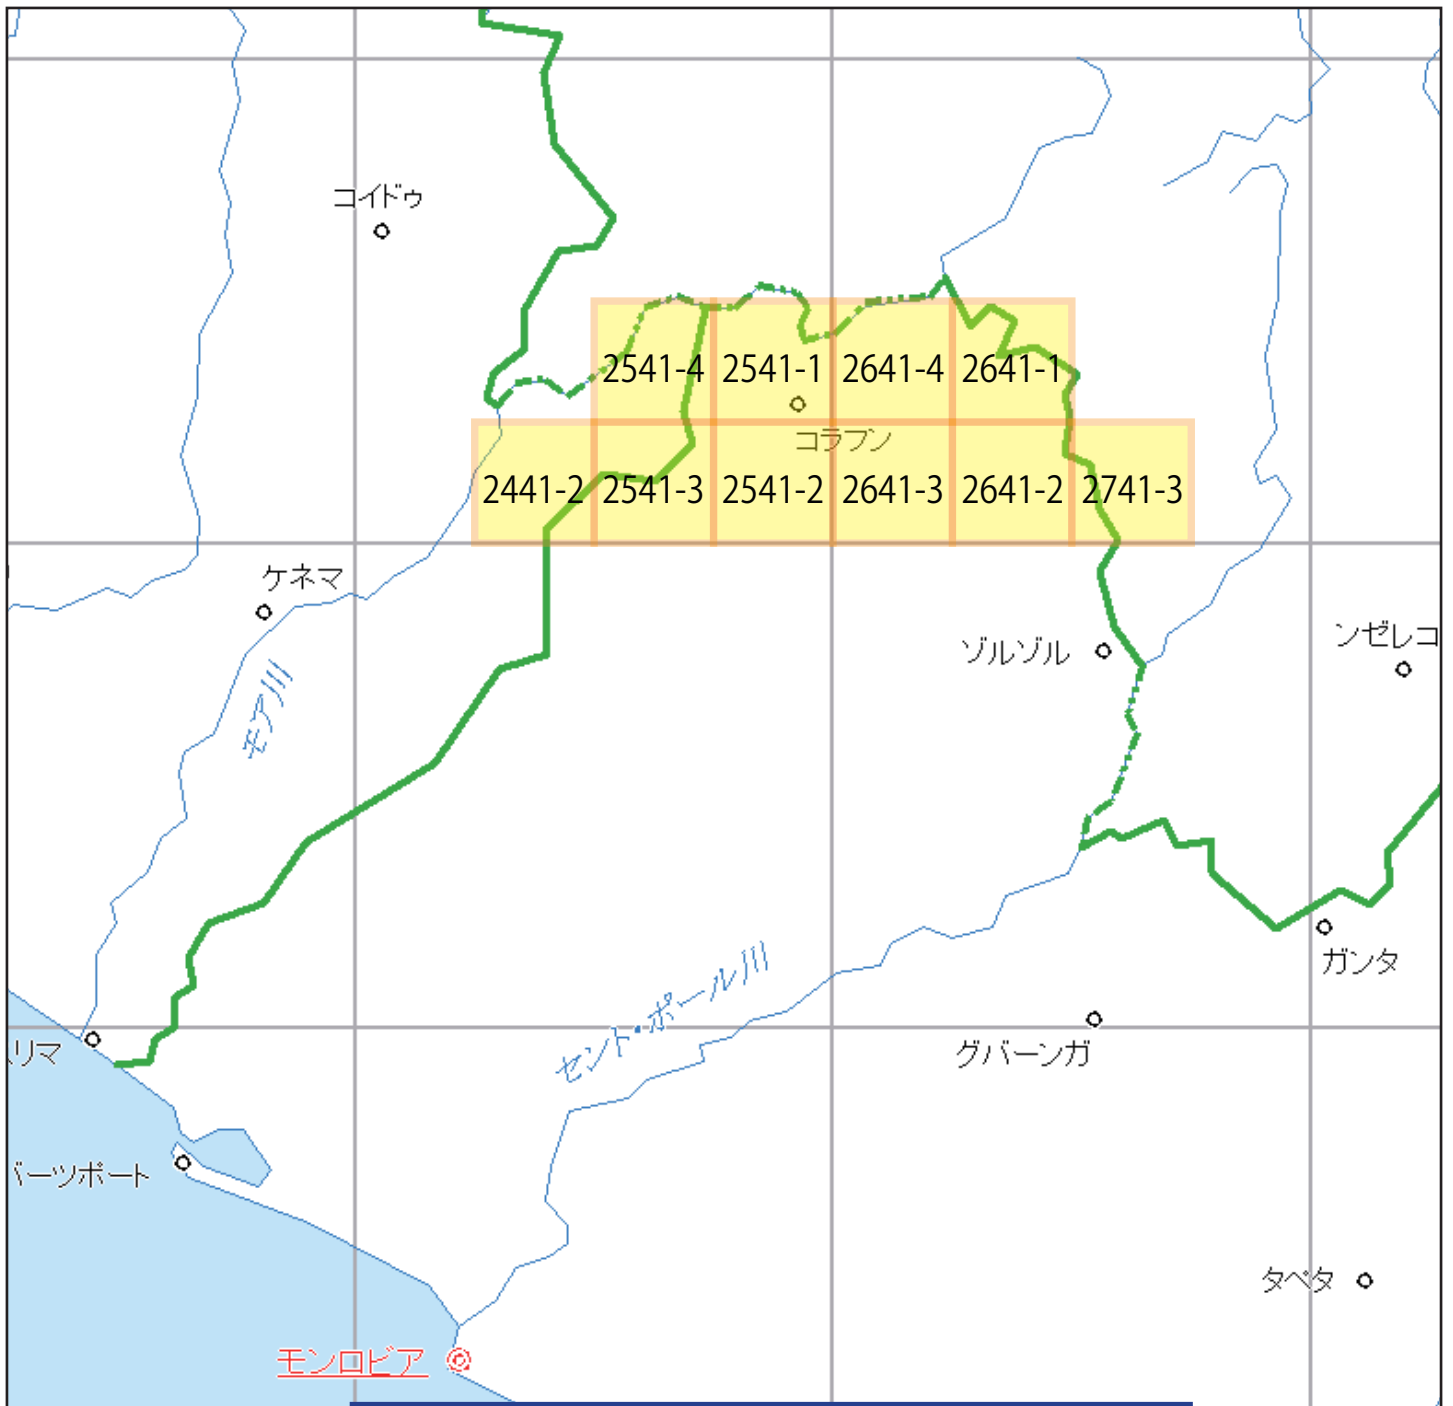 コイドゥ
2541-4
2541-1
2641-4
2641-1
コラフン
2441-2
2541-3
2541-2
2641-3
2641-2
2741-3
ケネマ
ゾルゾル
ンゼレコ
モア川
ガンタ
セント・ポール川
リマ
グバーンガ
バーツポート
タペタ
モンロビア